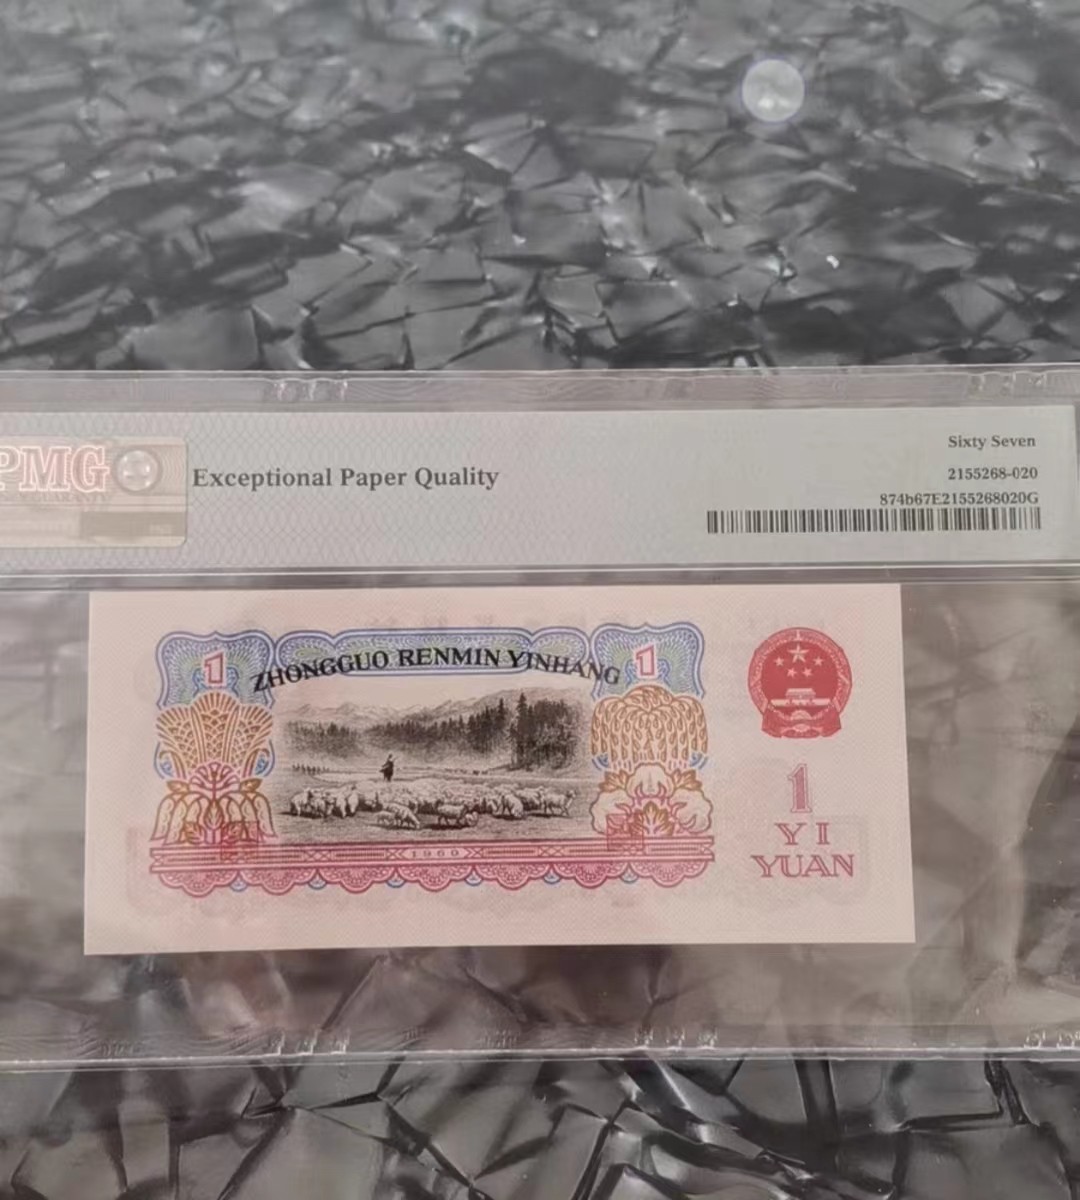 PMG
Exceptional Paper Quality
Sixty Seven
2155268-020
874b67E2155268020G
1
ZHONGGUO RENMIN YINHANG
1
1960
1
YI
YUAN